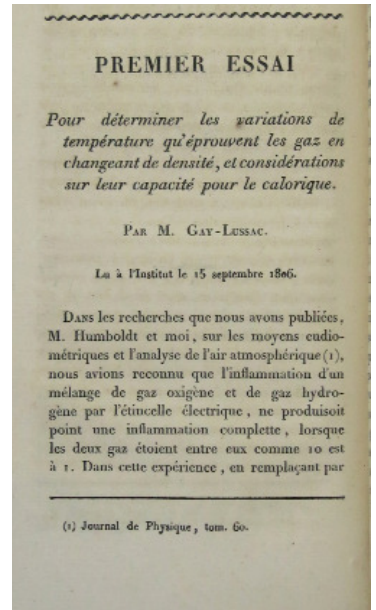 PREMIER ESSAI
Pour déterminer les variations de
température qu'éprouvent les gaz en
changeant de densité, et considérations
sur leur capacité pour le calorique.
PAR M. GAY-LUSSAC.
Lu à l'Institut le 15 septembre 1806.
DANS les recherches que nous avons publiées,
M. Humboldt et moi, sur les moyens eudio-
métriques et l'analyse de l'air atmosphérique (1),
nous avions reconnu que l'inflammation d'un
mélange de gaz oxigène et de gaz hydro-
gène par l'étincelle électrique, ne produisoit
point une inflammation complette, lorsque
les deux gaz étoient entre eux comme 10 est
à 1. Dans cette expérience, en remplaçant par
(1) Journal de Physique, tom. 60.